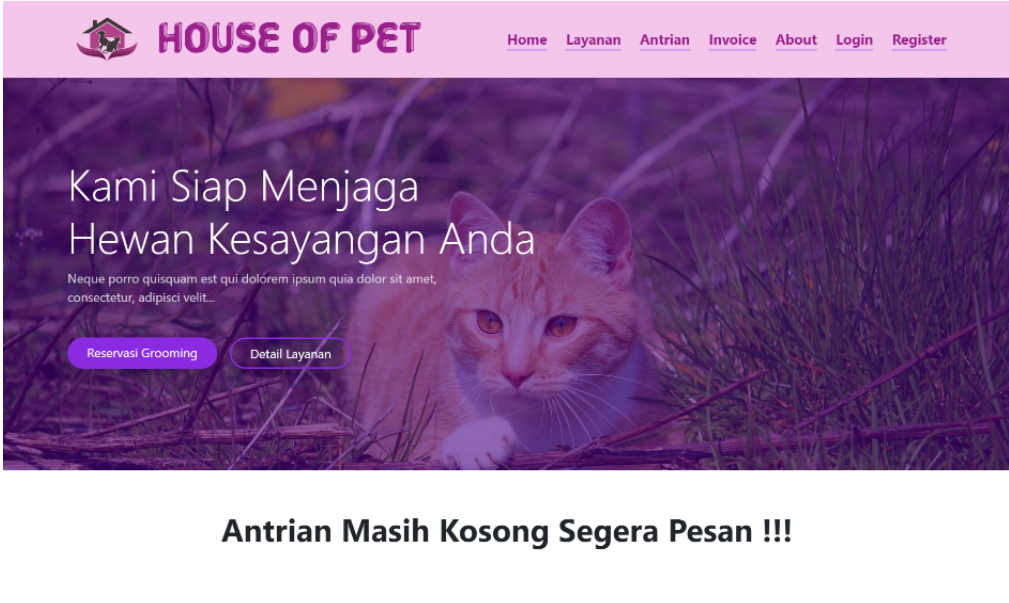 HOUSE OF PET
Home Layanan Antrian Invoice About Login Register
Kami Siap Menjaga
Hewan Kesayangan Anda
Neque porro quisquam est qui dolorem ipsum quia dolor sit amet,
consectetur, adipisci velit...
Reservasi Grooming Detail Layanan
Antrian Masih Kosong Segera Pesan !!!